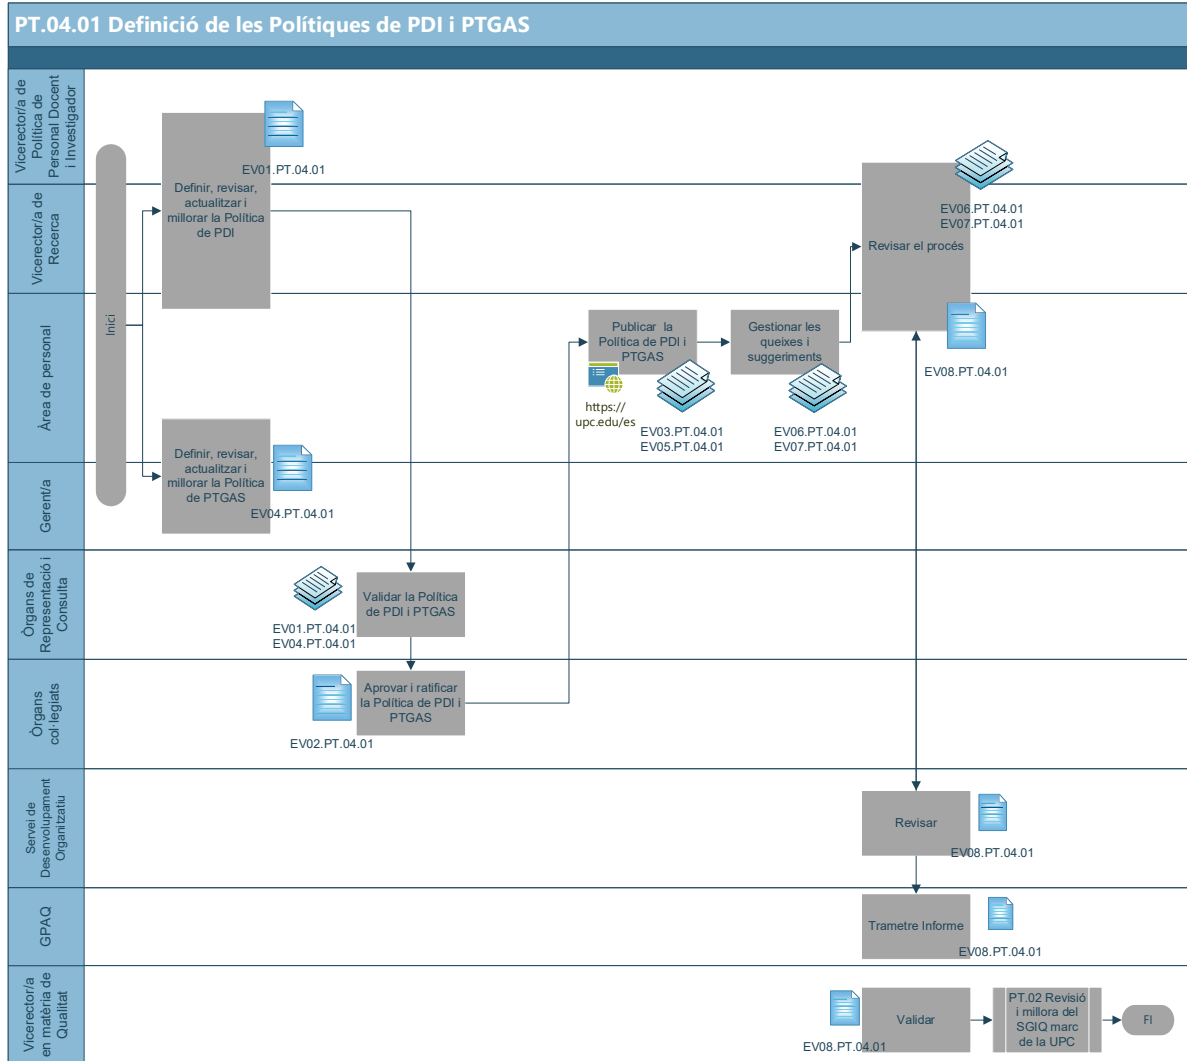 PT.04.01 Definició de les Polítiques de PDI i PTGAS
Vicerector/a de
Política de
Personal Docent
i Investigador
EV01.PT.04.01
Definir, revisar,
actualitzar i
millorar la Política
de PDI
EV06.PT.04.01
EV07.PT.04.01
Revisar el procés
Vicerector/a de
Recerca
Inici
Àrea de personal
Publicar la
Política de PDI i
PTGAS
https://
upc.edu/es
EV03.PT.04.01
EV05.PT.04.01
Gestionar les
queixes i
suggeriments
EV06.PT.04.01
EV07.PT.04.01
EV08.PT.04.01
Definir, revisar,
actualitzar i
millorar la Política
de PTGAS
EV04.PT.04.01
Gerent/a
Òrgans de
Representació i
Consulta
EV01.PT.04.01
EV04.PT.04.01
Validar la Política
de PDI i PTGAS
Òrgans
col·legiats
Aprovar i ratificar
la Política de PDI i
PTGAS
EV02.PT.04.01
Servei de
Desenvolupament
Organitzatiu
Revisar
EV08.PT.04.01
GPAQ
Trametre Informe
EV08.PT.04.01
Vicerector/a
en matèria de
Qualitat
EV08.PT.04.01
Validar
PT.02 Revisió
i millora del
SGIQ marc
de la UPC
FI